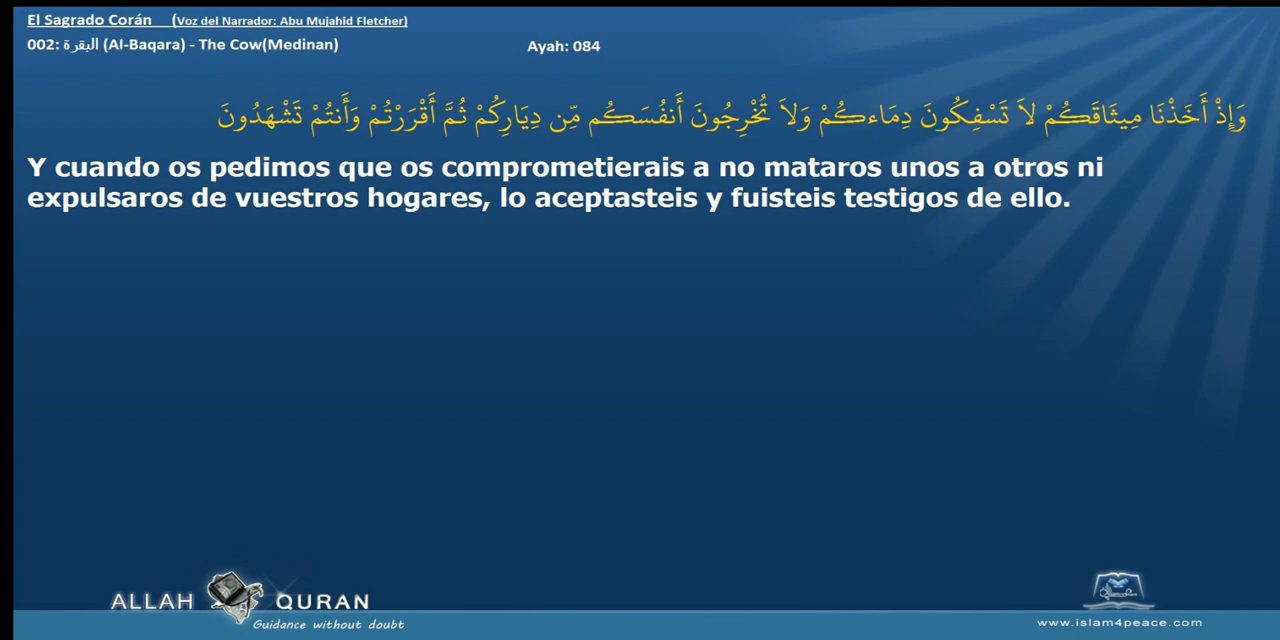 El Sagrado Corán (Voz del Narrador: Abu Mujahid Fletcher)
002: البقرة (Al-Baqara) - The Cow(Medinan) Ayah: 084
وَإِذْ أَخَذْنَا مِيثَاقَكُمْ لاَ تَسْفِكُونَ دِمَاءكُمْ وَلاَ تُخْرِجُونَ أَنفُسَكُم مِّن دِيَارِكُمْ ثُمَّ أَقْرَرْتُمْ وَأَنتُمْ تَشْهَدُونَ
Y cuando os pedimos que os comprometierais a no mataros unos a otros ni
expulsaros de vuestros hogares, lo aceptasteis y fuisteis testigos de ello.
ALLAH QURAN
Guidance without doubt
www.islam4peace.com